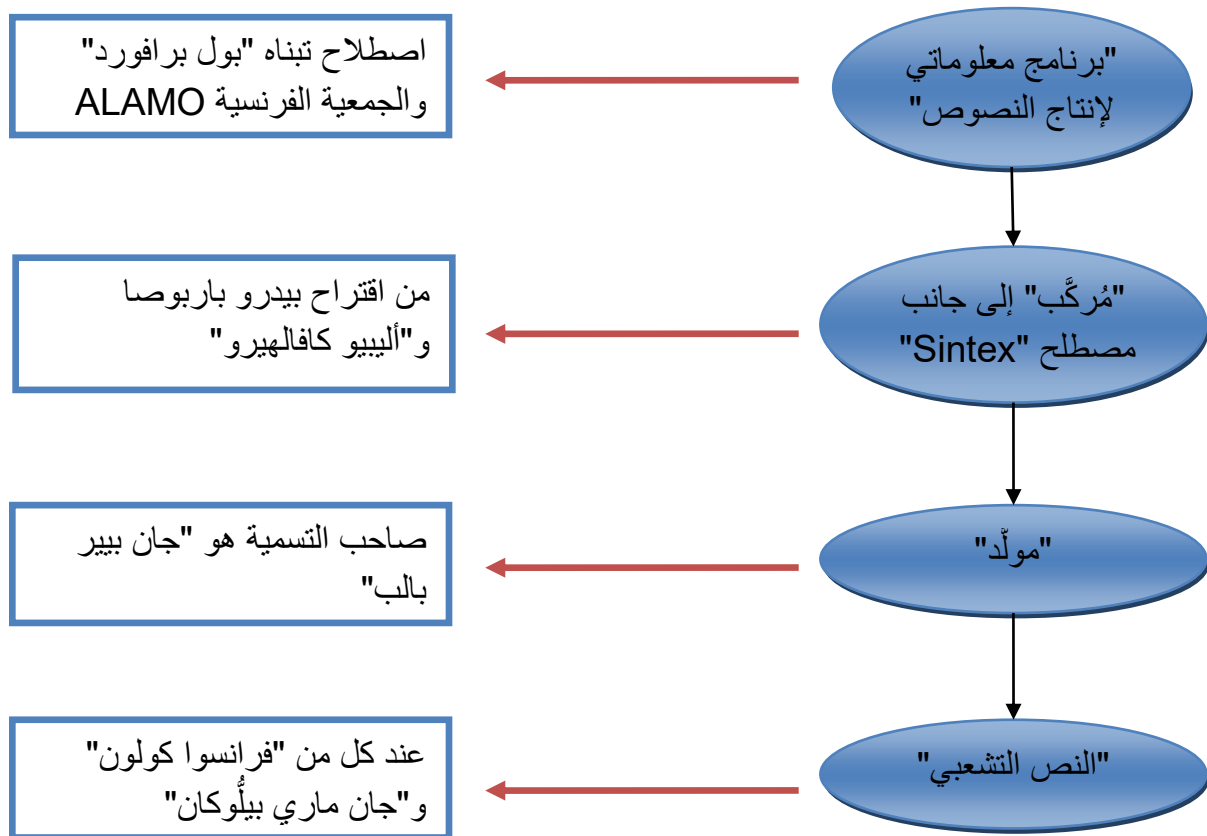 "برنامج معلوماتي
لإنتاج النصوص"
اصطلاح تبناه "بول برافورد"
والجمعية الفرنسية ALAMO
"مُركَّب" إلى جانب
مصطلح "Sintex"
من اقتراح بيدرو باربوصا
و"أليبيو كافالهيرو"
"مولَّد"
صاحب التسمية هو "جان بيير
بالب"
"النص التشعبي"
عند كل من "فرانسوا كولون"
و"جان ماري بيلُّوكان"